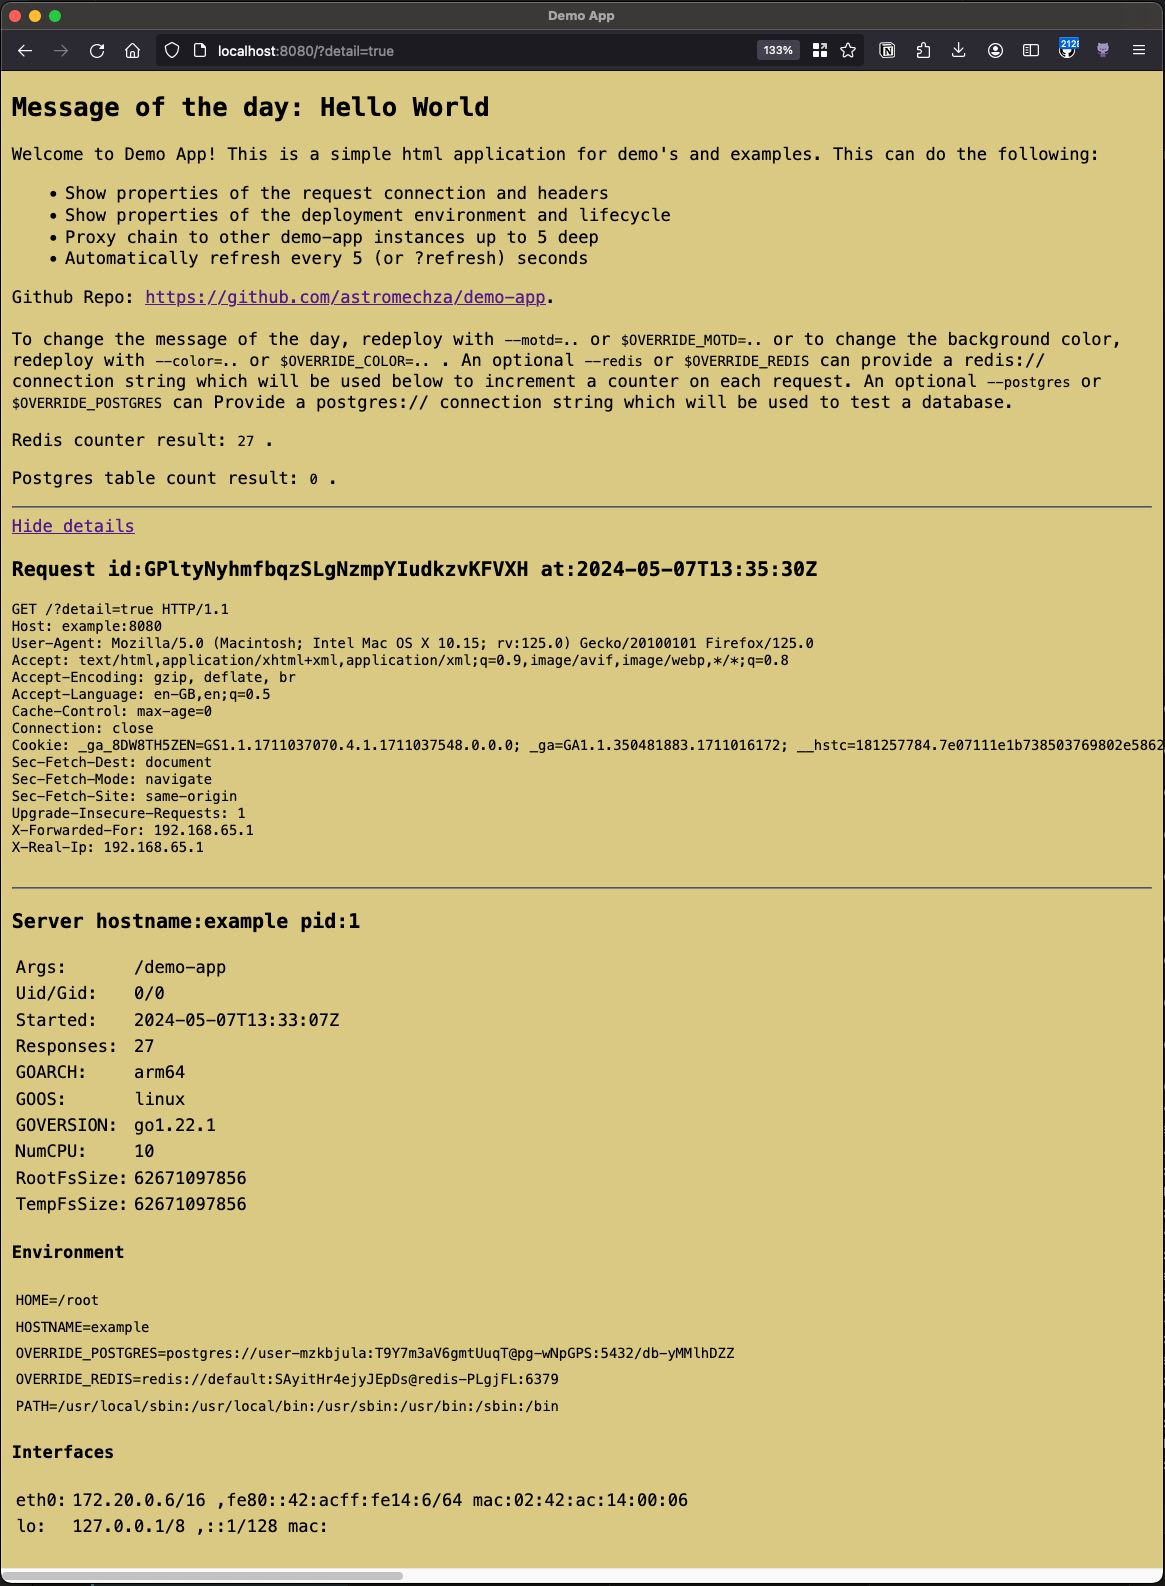 Demo App
localhost:8080/?detail=true
133%
Message of the day: Hello World
Welcome to Demo App! This is a simple html application for demo's and examples. This can do the following:
• Show properties of the request connection and headers
• Show properties of the deployment environment and lifecycle
• Proxy chain to other demo-app instances up to 5 deep
• Automatically refresh every 5 (or ?refresh) seconds
Github Repo: https://github.com/astromechza/demo-app.
To change the message of the day, redeploy with --motd=.. or $OVERRIDE_MOTD=.. or to change the background color,
redeploy with --color=.. or $OVERRIDE_COLOR=.. . An optional --redis or $OVERRIDE_REDIS can provide a redis://
connection string which will be used below to increment a counter on each request. An optional --postgres or
$OVERRIDE_POSTGRES can Provide a postgres:// connection string which will be used to test a database.
Redis counter result: 27 .
Postgres table count result: 0 .
Hide details
Request id:GPltyNyhmfbqzSLgNzmpYIudkzvKFVXH at:2024-05-07T13:35:30Z
GET /?detail=true HTTP/1.1
Host: example:8080
User-Agent: Mozilla/5.0 (Macintosh; Intel Mac OS X 10.15; rv:125.0) Gecko/20100101 Firefox/125.0
Accept: text/html,application/xhtml+xml,application/xml;q=0.9,image/avif,image/webp,*/*;q=0.8
Accept-Encoding: gzip, deflate, br
Accept-Language: en-GB,en;q=0.5
Cache-Control: max-age=0
Connection: close
Cookie: _ga_8DW8TH5ZEN=GS1.1.1711037070.4.1.1711037548.0.0.0; _ga=GA1.1.350481883.1711016172; __hstc=181257784.7e07111e1b738503769802e5862
Sec-Fetch-Dest: document
Sec-Fetch-Mode: navigate
Sec-Fetch-Site: same-origin
Upgrade-Insecure-Requests: 1
X-Forwarded-For: 192.168.65.1
X-Real-Ip: 192.168.65.1
Server hostname:example pid:1
Args: /demo-app
Uid/Gid: 0/0
Started: 2024-05-07T13:33:07Z
Responses: 27
GOARCH: arm64
GOOS: linux
GOVERSION: go1.22.1
NumCPU: 10
RootFsSize: 62671097856
TempFsSize: 62671097856
Environment
HOME=/root
HOSTNAME=example
OVERRIDE_POSTGRES=postgres://user-mzkbjula:T9Y7m3aV6gmtUuqT@pg-wNpGPS:5432/db-yMMlhDZZ
OVERRIDE_REDIS=redis://default:SAyitHr4ejyJEpDs@redis-PLgjFL:6379
PATH=/usr/local/sbin:/usr/local/bin:/usr/sbin:/usr/bin:/sbin:/bin
Interfaces
eth0: 172.20.0.6/16 ,fe80::42:acff:fe14:6/64 mac:02:42:ac:14:00:06
lo: 127.0.0.1/8 ,::1/128 mac: